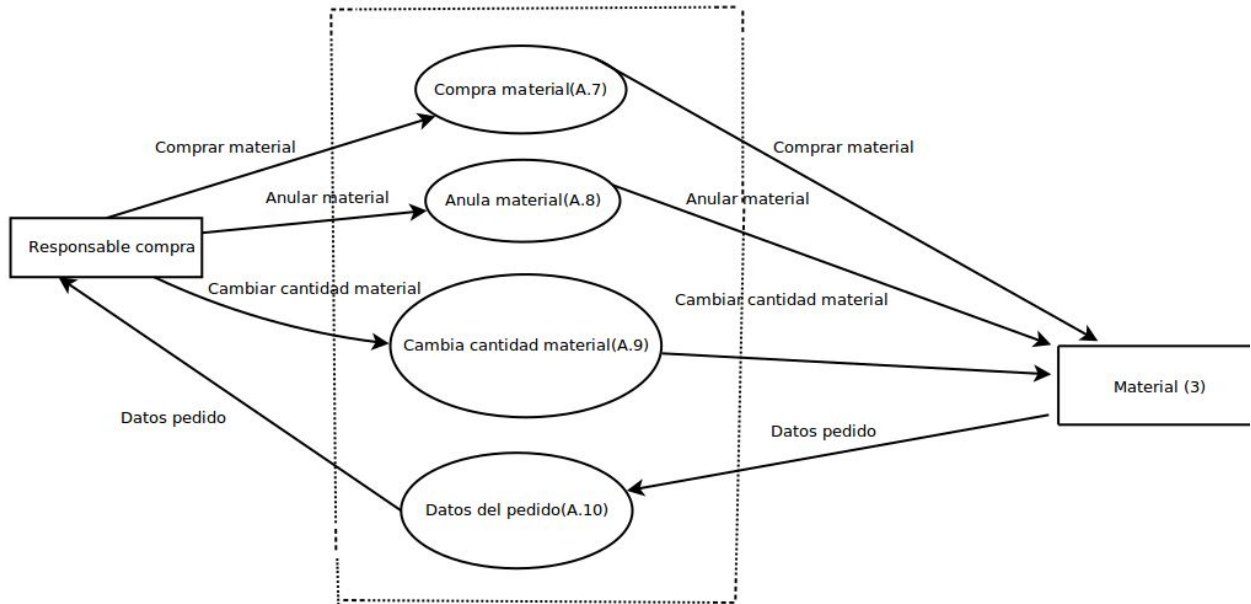 Compra material(A.7)
Comprar material
Comprar material
Anular material
Anula material(A.8)
Anular material
Responsable compra
Cambiar cantidad material
Cambiar cantidad material
Cambia cantidad material(A.9)
Material (3)
Datos pedido
Datos pedido
Datos del pedido(A.10)